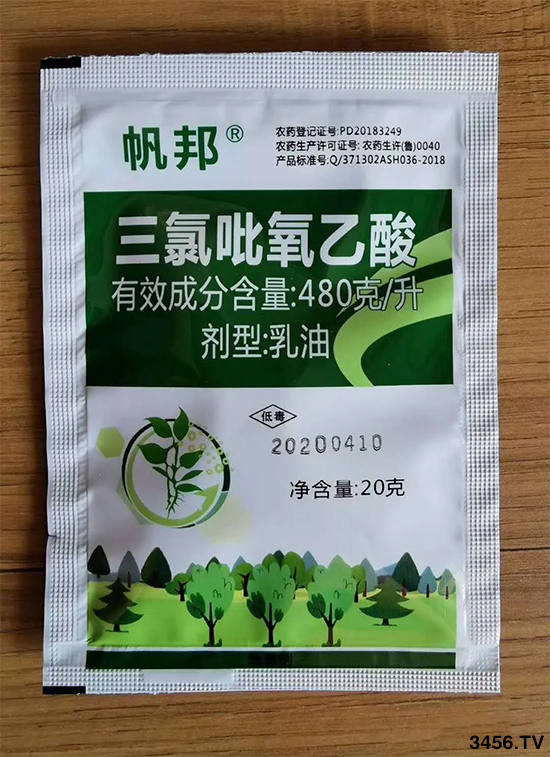 帆邦®
农药登记证号:PD20183249
农药生产许可证号: 农药生许(鲁)0040
产品标准号:Q/371302ASH036-2018
三氯吡氧乙酸
有效成分含量:480克/升
剂型:乳油
低毒
20200410
净含量:20克
3456.TV